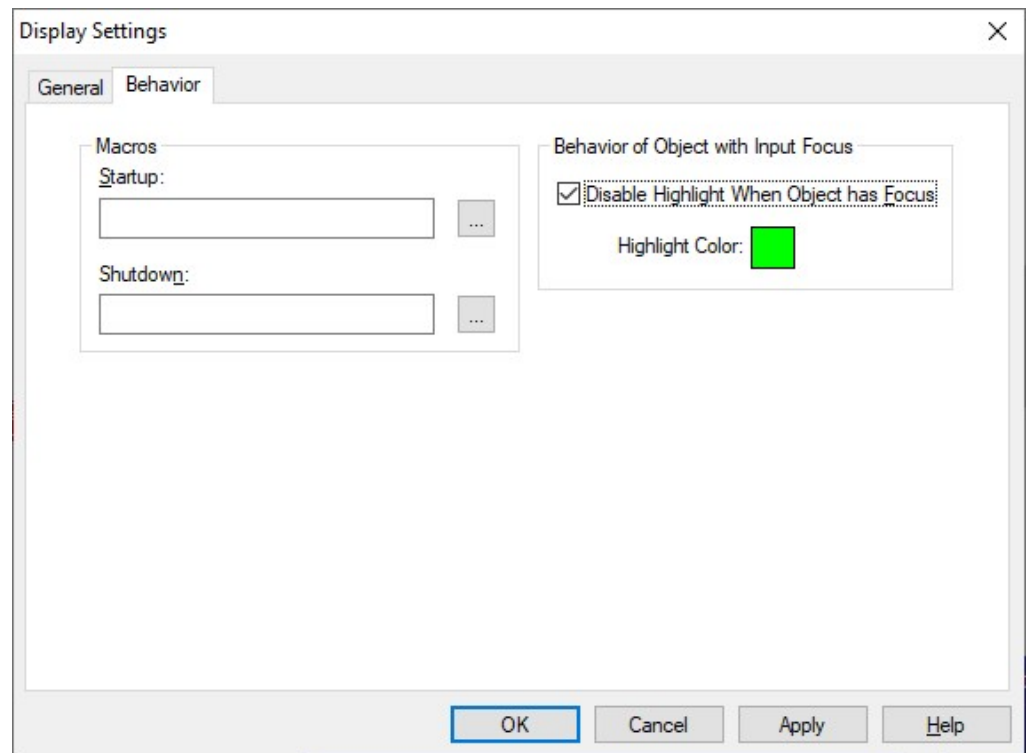 Display Settings
General
Behavior
Macros
Startup:
...
Shutdown:
...
Behavior of Object with Input Focus
Disable Highlight When Object has Focus
Highlight Color:
OK
Cancel
Apply
Help